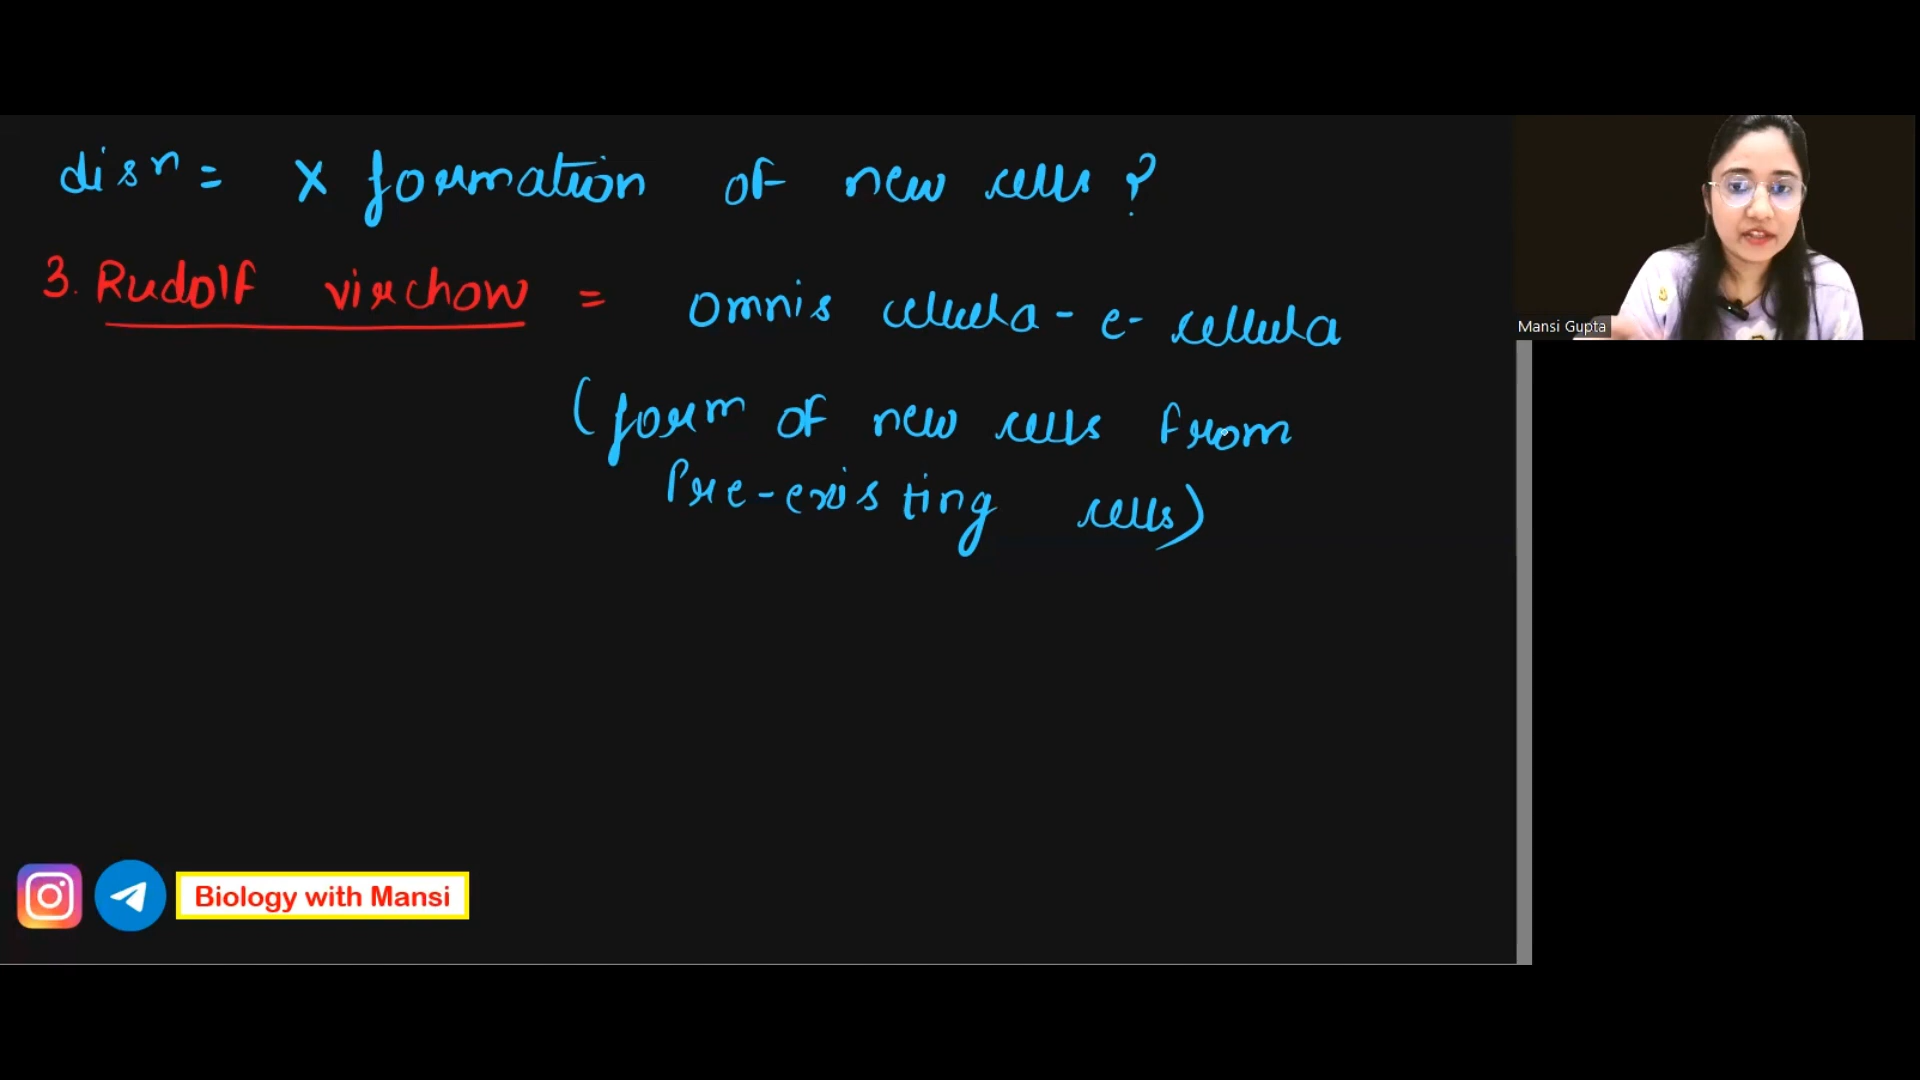 disn = x formation of new cells ?
3. Rudolf virchow = omnis cellula - e - cellula
(form of new cells from
Pre-existing cells)
Mansi Gupta
Biology with Mansi